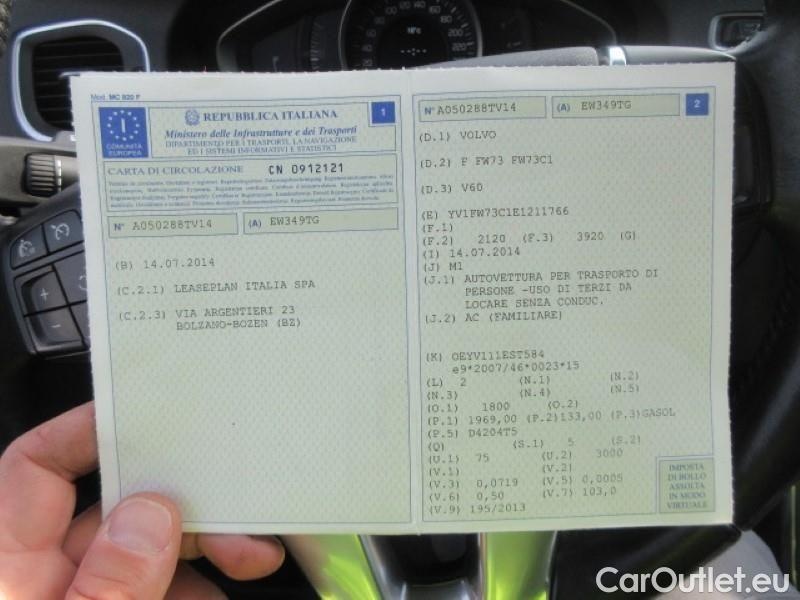 Mod. MC 820 F
REPUBBLICA ITALIANA
1
Ministero delle Infrastrutture e dei Trasporti
DIPARTIMENTO PER I TRASPORTI, LA NAVIGAZIONE
ED I SISTEMI INFORMATIVI E STATISTICI
I
COMUNITÀ
EUROPEA
CARTA DI CIRCOLAZIONE CN 0912121
N° A050288TV14 (A) EW349TG
(B) 14.07.2014
(C.2.1) LEASEPLAN ITALIA SPA
(C.2.3) VIA ARGENTIERI 23
BOLZANO-BOZEN (BZ)
N° A050288TV14 (A) EW349TG 2
(D.1) VOLVO
(D.2) F FW73 FW73C1
(D.3) V60
(E) YV1FW73C1E1211766
(F.1)
(F.2) 2120 (F.3) 3920 (G)
(I) 14.07.2014
(J) M1
(J.1) AUTOVETTURA PER TRASPORTO DI
PERSONE -USO DI TERZI DA
LOCARE SENZA CONDUC.
(J.2) AC (FAMILIARE)
(K) OEYV111EST584
e9*2007/46*0023*15
(L) 2 (N.1) (N.2)
(N.3) (N.4) (N.5)
(O.1) 1800 (O.2)
(P.1) 1969,00 (P.2) 133,00 (P.3) GASOL
(P.5) D4204T5
(Q) (S.1) 5 (S.2)
(U.1) 75 (U.2) 3000
(V.1) (V.2)
(V.3) 0,0719 (V.5) 0,0005
(V.6) 0,50 (V.7) 103,0
(V.9) 195/2013
IMPOSTA
DI BOLLO
ASSOLTA
IN MODO
VIRTUALE
CarOutlet.eu